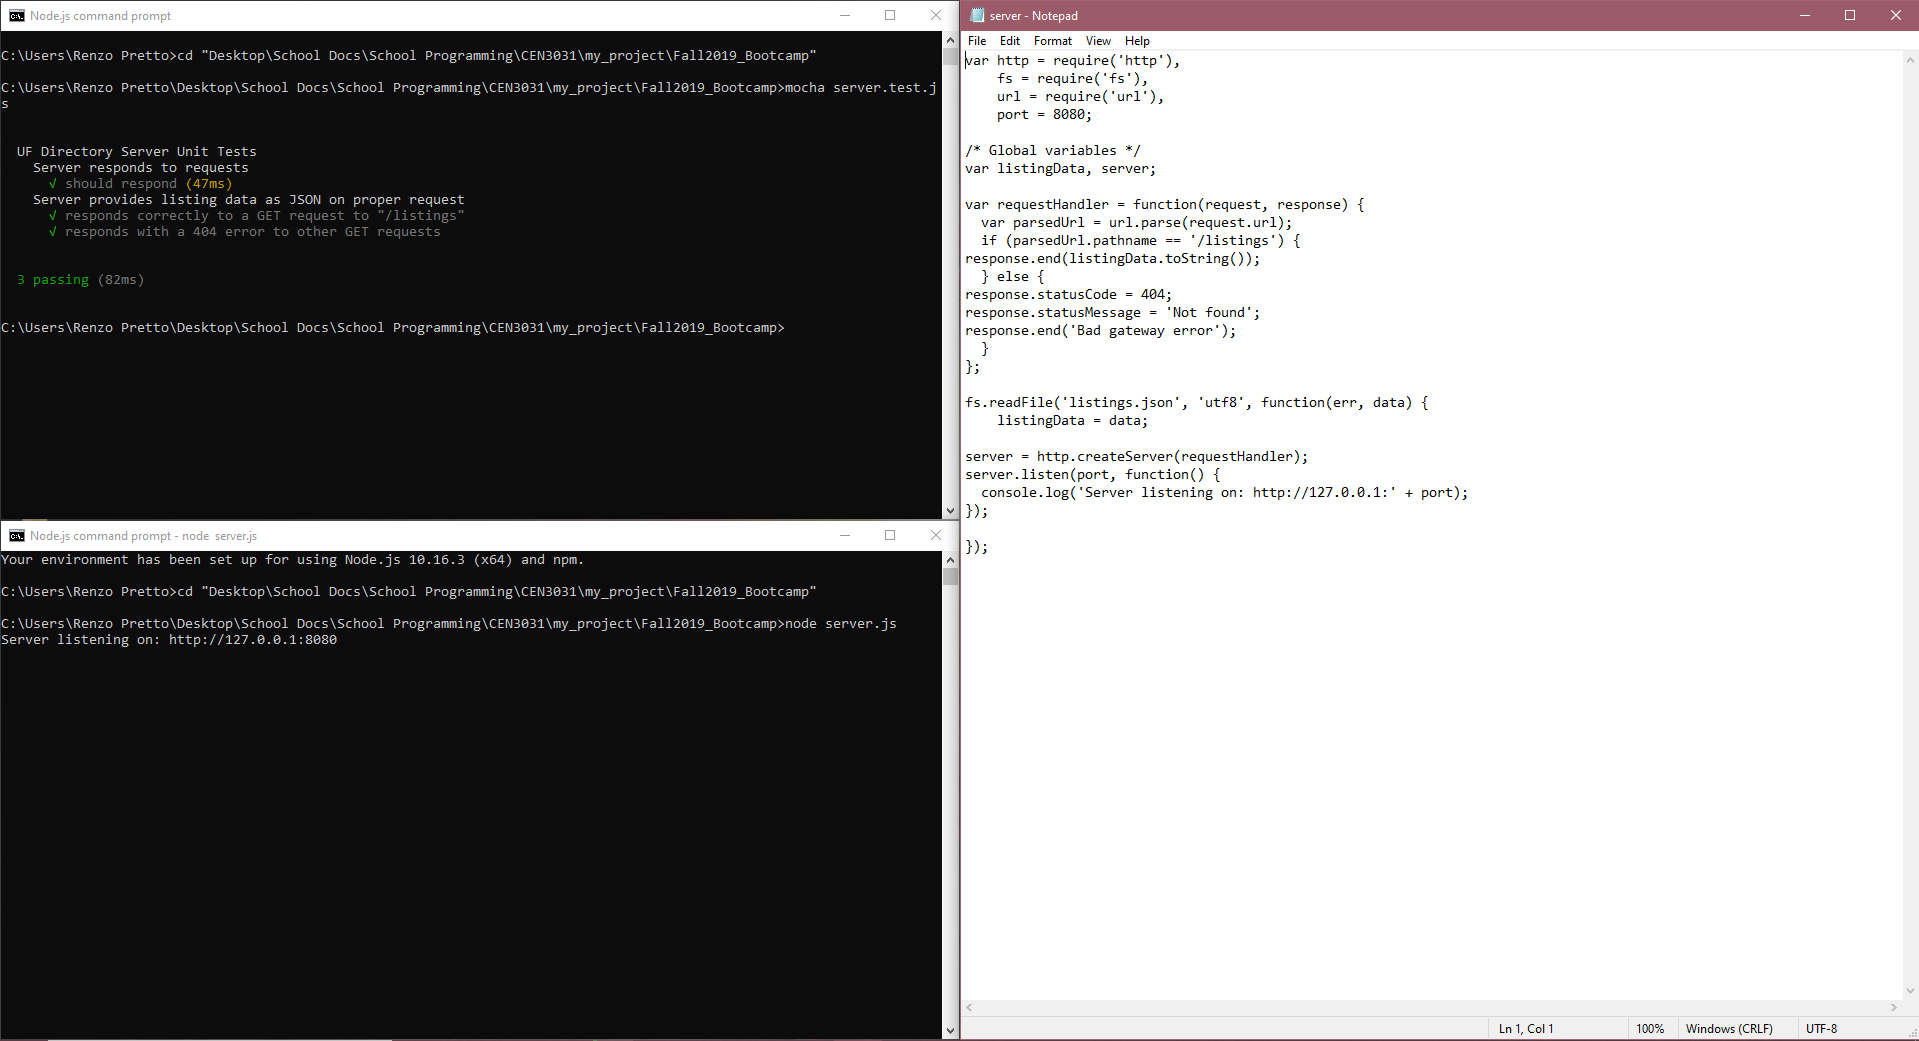 Node.js command prompt
C:\Users\Renzo Pretto>cd "Desktop\School Docs\School Programming\CEN3031\my_project\Fall2019_Bootcamp"
C:\Users\Renzo Pretto\Desktop\School Docs\School Programming\CEN3031\my_project\Fall2019_Bootcamp>mocha server.test.j
s
UF Directory Server Unit Tests
Server responds to requests
√ should respond (47ms)
Server provides listing data as JSON on proper request
√ responds correctly to a GET request to "/listings"
√ responds with a 404 error to other GET requests
3 passing (82ms)
C:\Users\Renzo Pretto\Desktop\School Docs\School Programming\CEN3031\my_project\Fall2019_Bootcamp>
Node.js command prompt - node server.js
Your environment has been set up for using Node.js 10.16.3 (x64) and npm.
C:\Users\Renzo Pretto>cd "Desktop\School Docs\School Programming\CEN3031\my_project\Fall2019_Bootcamp"
C:\Users\Renzo Pretto\Desktop\School Docs\School Programming\CEN3031\my_project\Fall2019_Bootcamp>node server.js
Server listening on: http://127.0.0.1:8080
server - Notepad
File Edit Format View Help
var http = require('http'),
    fs = require('fs'),
    url = require('url'),
    port = 8080;
/* Global variables */
var listingData, server;
var requestHandler = function(request, response) {
  var parsedUrl = url.parse(request.url);
  if (parsedUrl.pathname == '/listings') {
response.end(listingData.toString());
  } else {
response.statusCode = 404;
response.statusMessage = 'Not found';
response.end('Bad gateway error');
  }
};
fs.readFile('listings.json', 'utf8', function(err, data) {
    listingData = data;
server = http.createServer(requestHandler);
server.listen(port, function() {
  console.log('Server listening on: http://127.0.0.1:' + port);
});
});
Ln 1, Col 1 100% Windows (CRLF) UTF-8